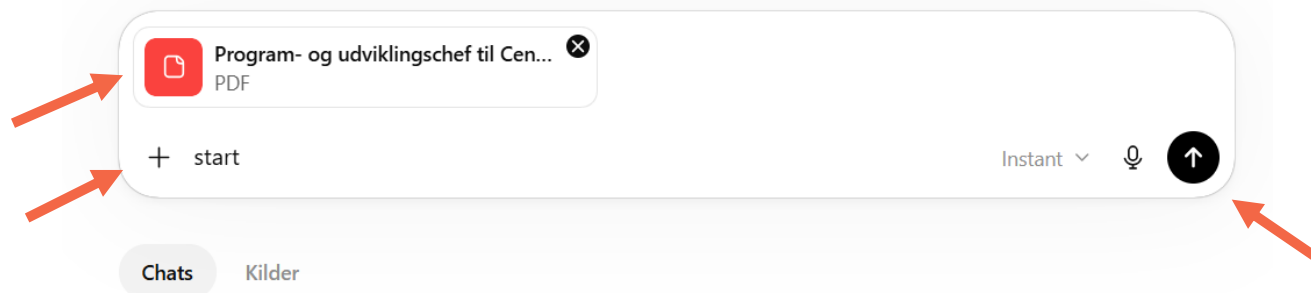 Program- og udviklingschef til Cen...
PDF
start
Instant
Chats Kilder